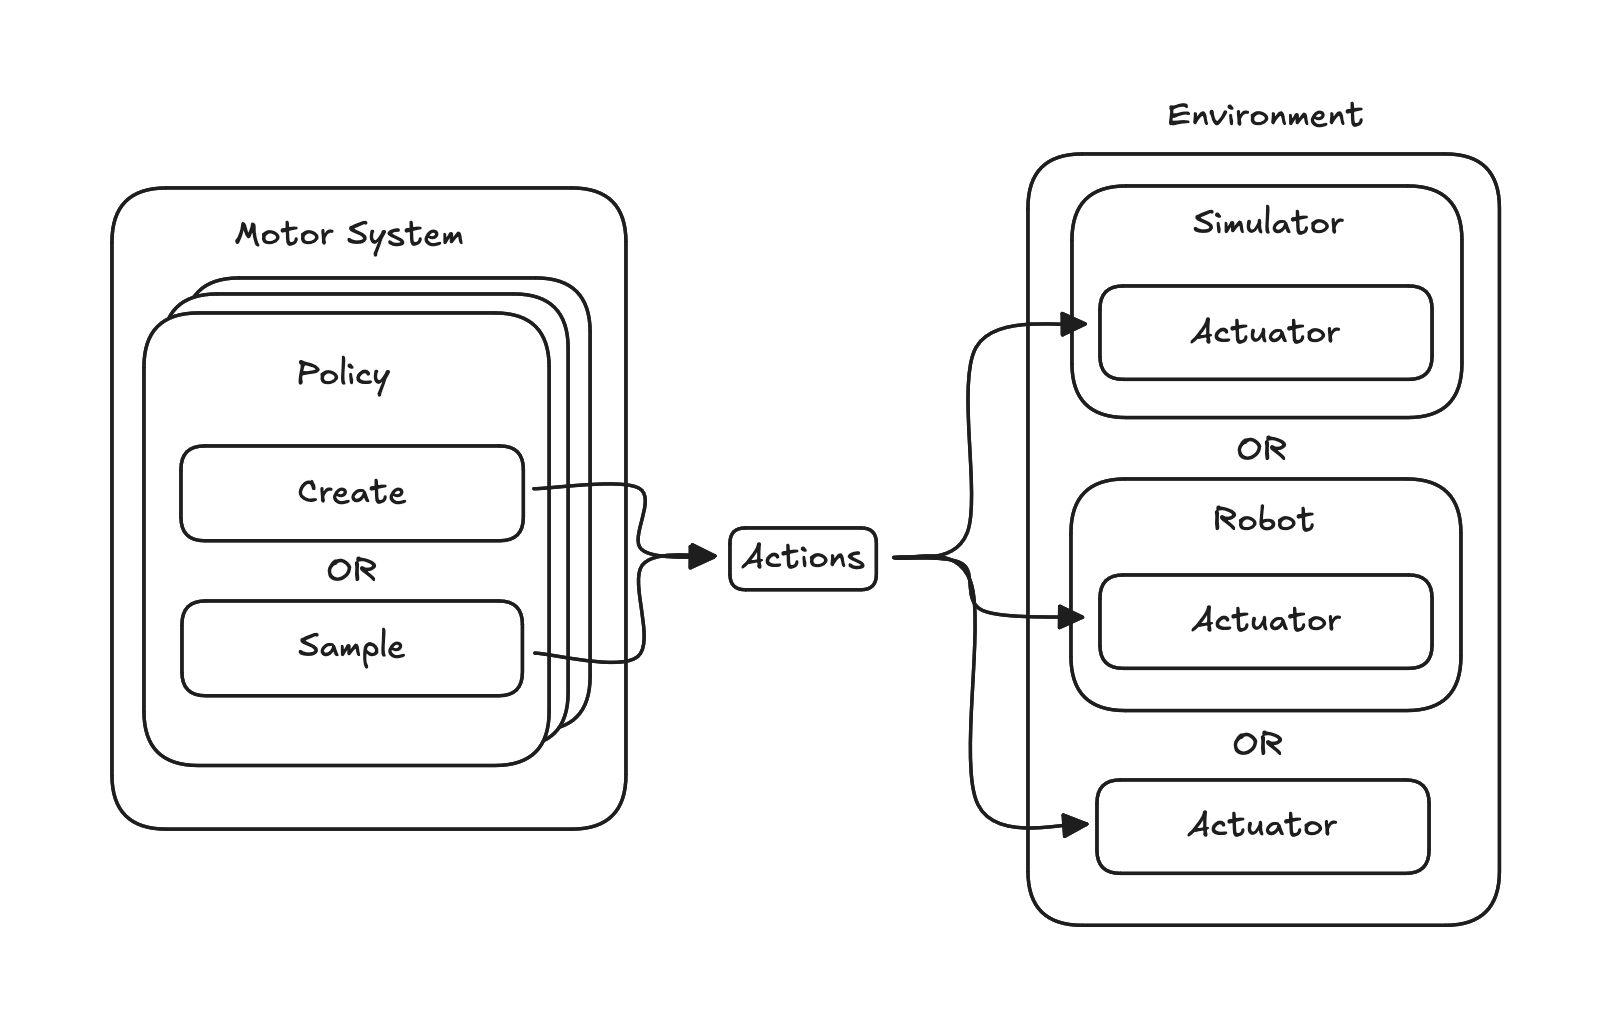 Motor System
Policy
Create
OR
Sample
Actions
Environment
Simulator
Actuator
OR
Robot
Actuator
OR
Actuator